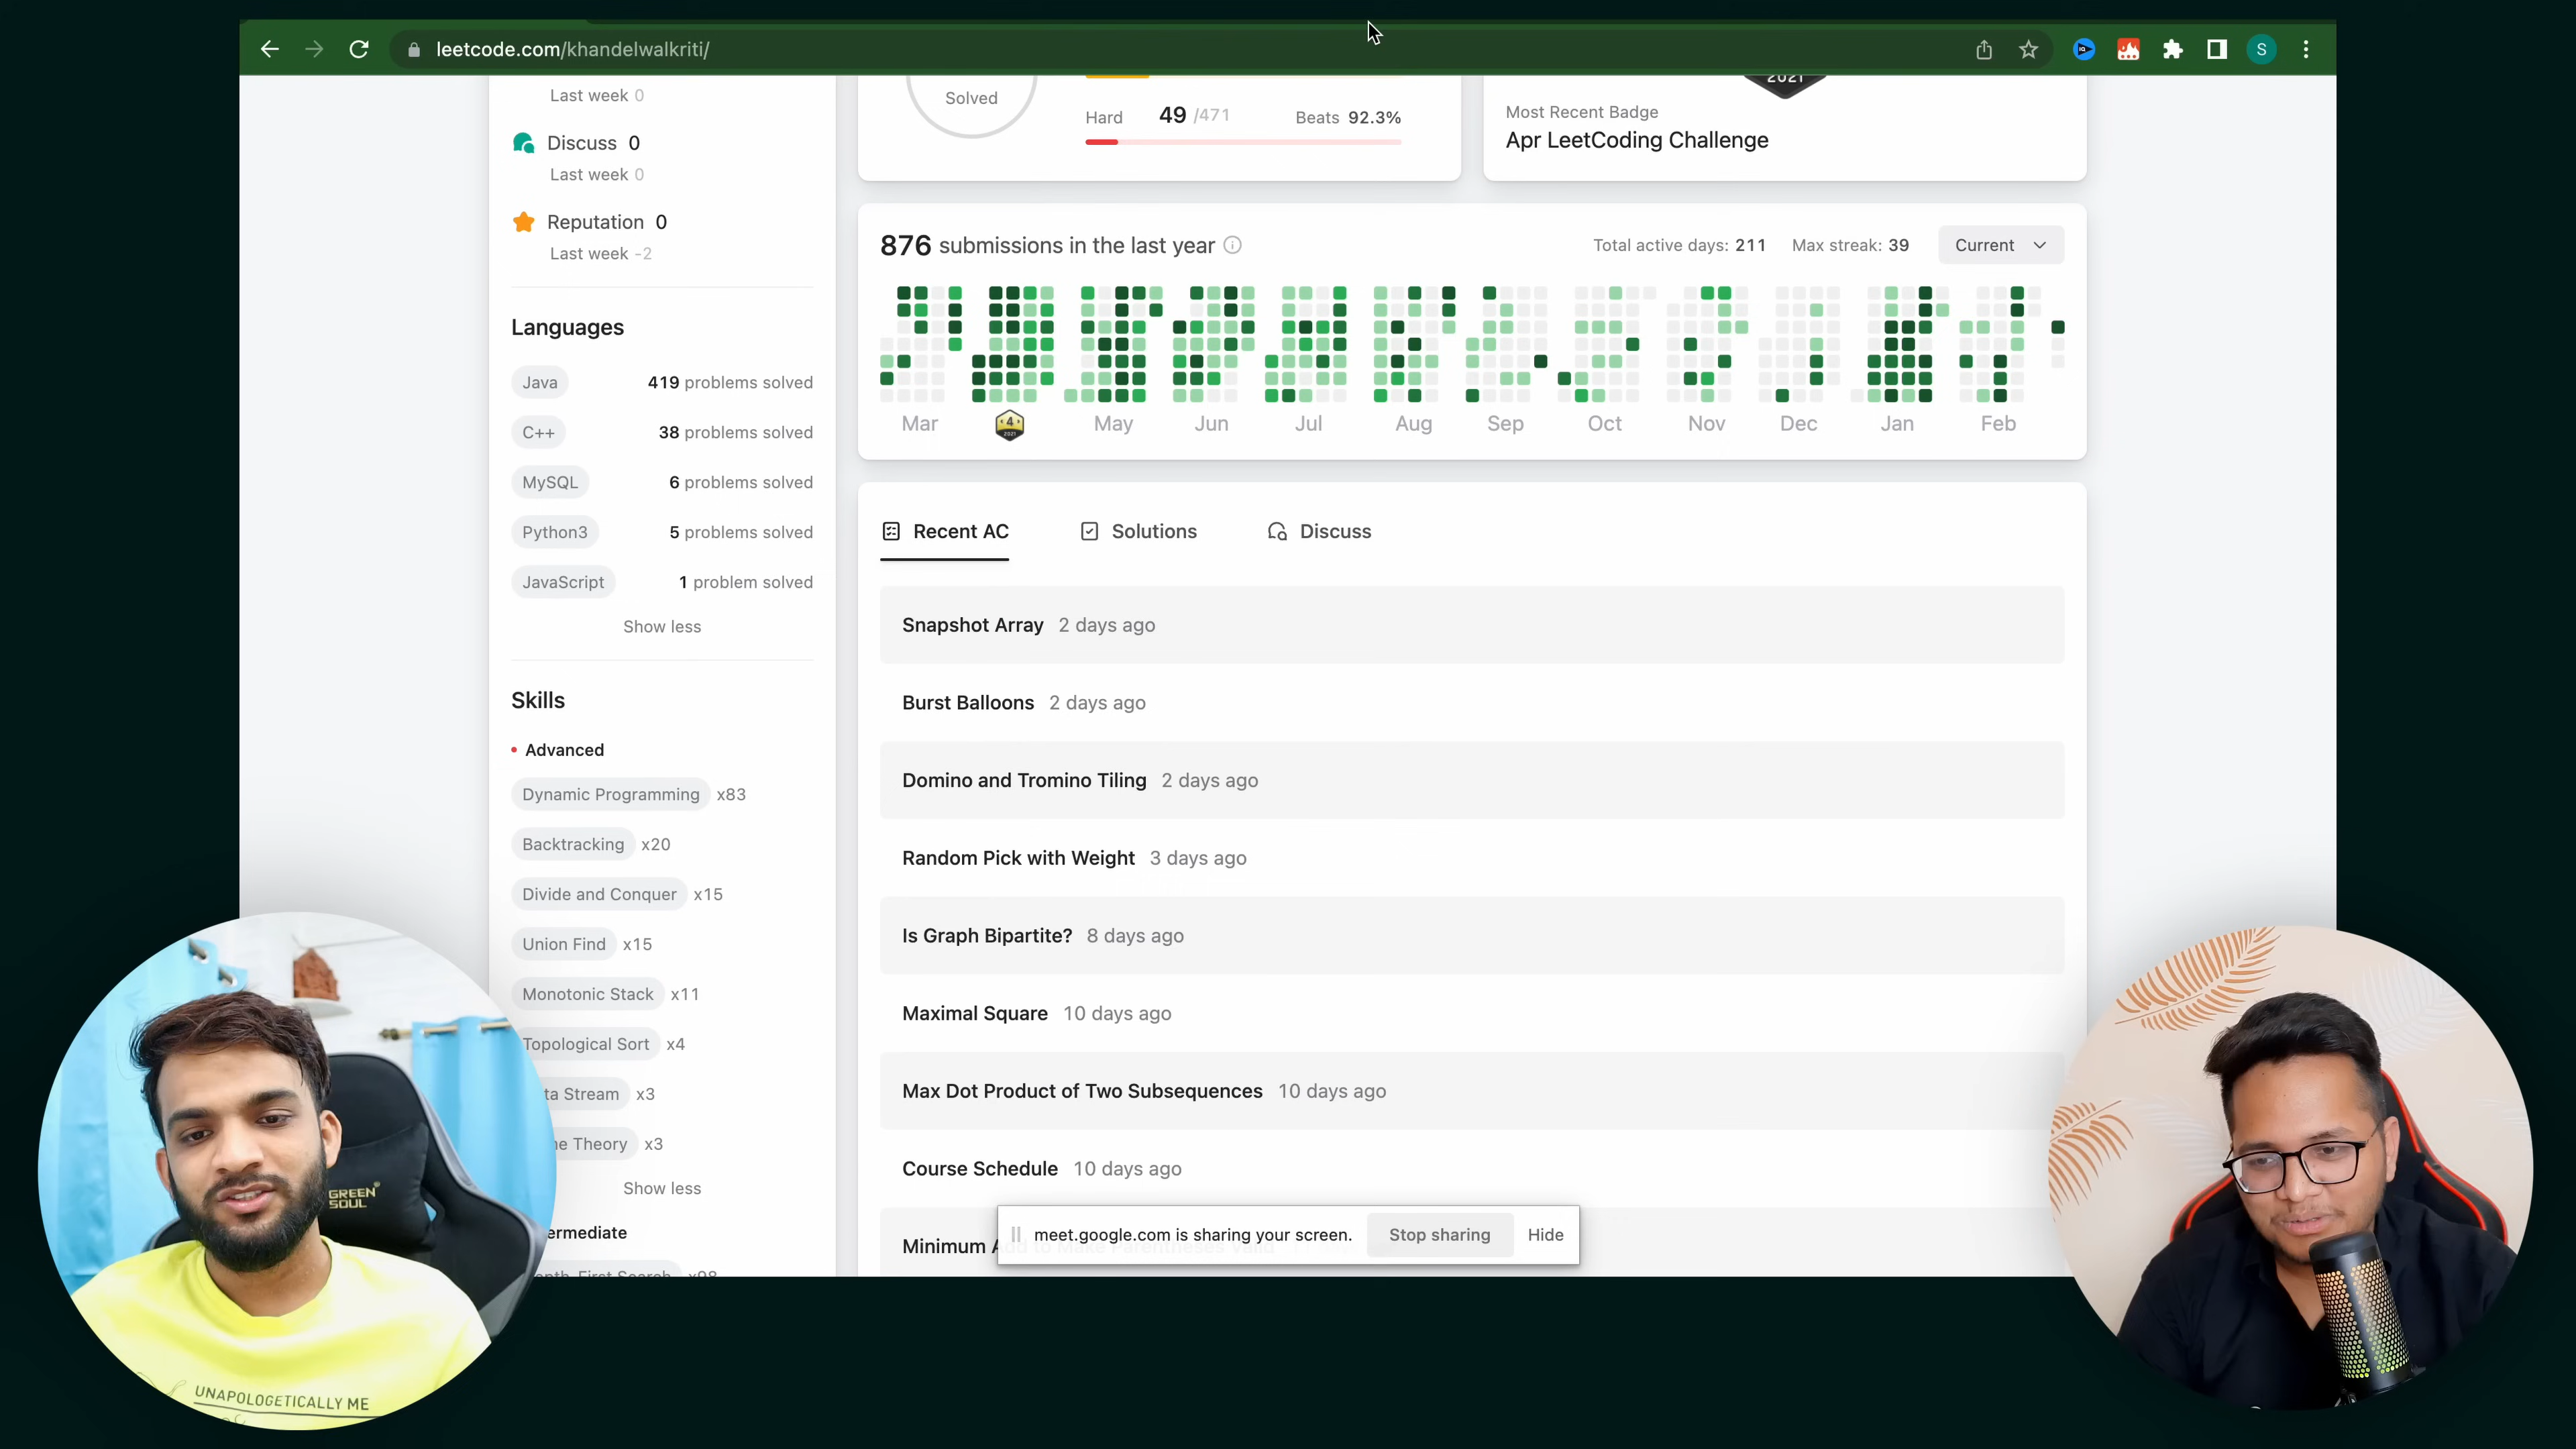 leetcode.com/khandelwalkriti/
S
Last week 0
Discuss 0
Last week 0
Reputation 0
Last week -2
Languages
Java 419 problems solved
C++ 38 problems solved
MySQL 6 problems solved
Python3 5 problems solved
JavaScript 1 problem solved
Show less
Skills
Advanced
Dynamic Programming x83
Backtracking x20
Divide and Conquer x15
Union Find x15
Monotonic Stack x11
Topological Sort x4
ta Stream x3
me Theory x3
Show less
ermediate
Solved
Hard 49 /471 Beats 92.3%
2021
Most Recent Badge
Apr LeetCoding Challenge
876 submissions in the last year Total active days: 211 Max streak: 39 Current
Mar 4 2021 May Jun Jul Aug Sep Oct Nov Dec Jan Feb
Recent AC Solutions Discuss
Snapshot Array 2 days ago
Burst Balloons 2 days ago
Domino and Tromino Tiling 2 days ago
Random Pick with Weight 3 days ago
Is Graph Bipartite? 8 days ago
Maximal Square 10 days ago
Max Dot Product of Two Subsequences 10 days ago
Course Schedule 10 days ago
Minimum Add to Make Parentheses Valid
meet.google.com is sharing your screen. Stop sharing Hide
GREEN
SOUL
UNAPOLOGETICALLY ME